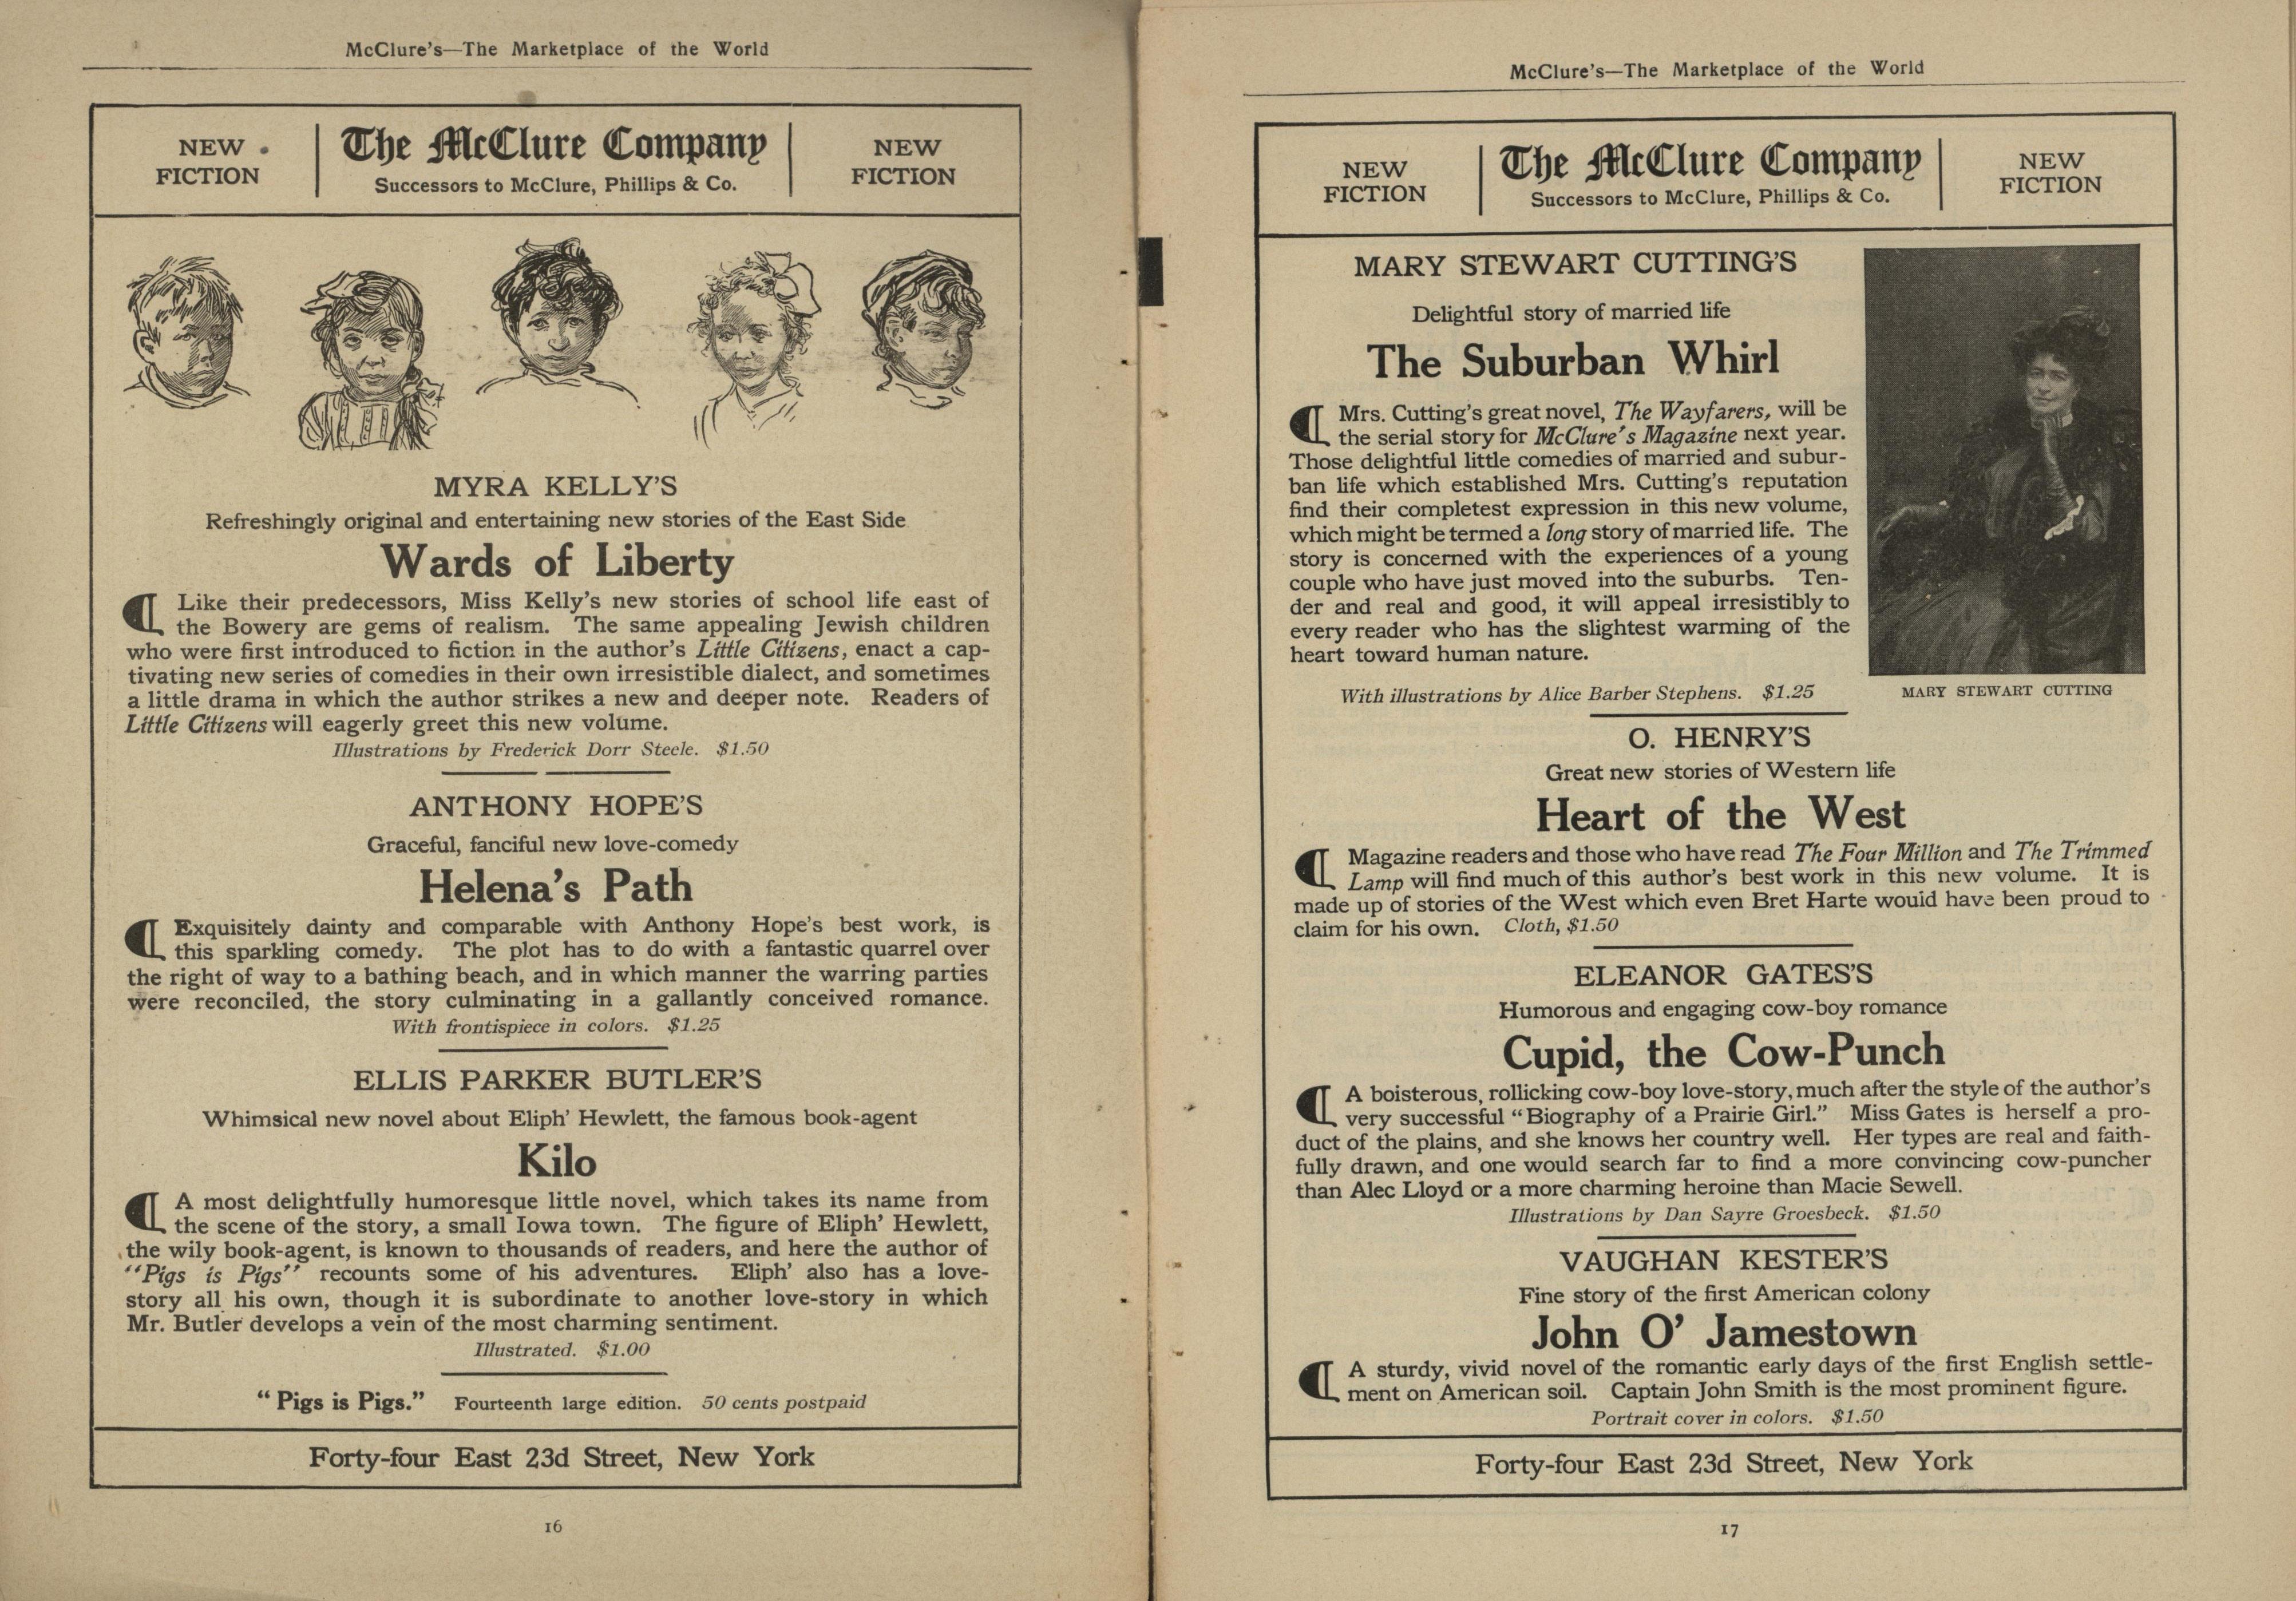 McClure's—The Marketplace of the World
NEW
FICTION
The McClure Company
Successors to McClure, Phillips & Co.
NEW
FICTION
MYRA KELLY'S
Refreshingly original and entertaining new stories of the East Side
Wards of Liberty
¶ Like their predecessors, Miss Kelly's new stories of school life east of
the Bowery are gems of realism. The same appealing Jewish children
who were first introduced to fiction in the author's Little Citizens, enact a cap-
tivating new series of comedies in their own irresistible dialect, and sometimes
a little drama in which the author strikes a new and deeper note. Readers of
Little Citizens will eagerly greet this new volume.
Illustrations by Frederick Dorr Steele. $1.50
ANTHONY HOPE'S
Graceful, fanciful new love-comedy
Helena's Path
¶ Exquisitely dainty and comparable with Anthony Hope's best work, is
this sparkling comedy. The plot has to do with a fantastic quarrel over
the right of way to a bathing beach, and in which manner the warring parties
were reconciled, the story culminating in a gallantly conceived romance.
With frontispiece in colors. $1.25
ELLIS PARKER BUTLER'S
Whimsical new novel about Eliph' Hewlett, the famous book-agent
Kilo
¶ A most delightfully humoresque little novel, which takes its name from
the scene of the story, a small Iowa town. The figure of Eliph' Hewlett,
the wily book-agent, is known to thousands of readers, and here the author of
"Pigs is Pigs" recounts some of his adventures. Eliph' also has a love-
story all his own, though it is subordinate to another love-story in which
Mr. Butler develops a vein of the most charming sentiment.
Illustrated. $1.00
"Pigs is Pigs." Fourteenth large edition. 50 cents postpaid
Forty-four East 23d Street, New York
16
McClure's—The Marketplace of the World
NEW
FICTION
The McClure Company
Successors to McClure, Phillips & Co.
NEW
FICTION
MARY STEWART CUTTING'S
Delightful story of married life
The Suburban Whirl
¶ Mrs. Cutting's great novel, The Wayfarers, will be
the serial story for McClure's Magazine next year.
Those delightful little comedies of married and subur-
ban life which established Mrs. Cutting's reputation
find their completest expression in this new volume,
which might be termed a long story of married life. The
story is concerned with the experiences of a young
couple who have just moved into the suburbs. Ten-
der and real and good, it will appeal irresistibly to
every reader who has the slightest warming of the
heart toward human nature.
With illustrations by Alice Barber Stephens. $1.25
MARY STEWART CUTTING
O. HENRY'S
Great new stories of Western life
Heart of the West
¶ Magazine readers and those who have read The Four Million and The Trimmed
Lamp will find much of this author's best work in this new volume. It is
made up of stories of the West which even Bret Harte would have been proud to
claim for his own. Cloth, $1.50
ELEANOR GATES'S
Humorous and engaging cow-boy romance
Cupid, the Cow-Punch
¶ A boisterous, rollicking cow-boy love-story, much after the style of the author's
very successful "Biography of a Prairie Girl." Miss Gates is herself a pro-
duct of the plains, and she knows her country well. Her types are real and faith-
fully drawn, and one would search far to find a more convincing cow-puncher
than Alec Lloyd or a more charming heroine than Macie Sewell.
Illustrations by Dan Sayre Groesbeck. $1.50
VAUGHAN KESTER'S
Fine story of the first American colony
John O' Jamestown
¶ A sturdy, vivid novel of the romantic early days of the first English settle-
ment on American soil. Captain John Smith is the most prominent figure.
Portrait cover in colors. $1.50
Forty-four East 23d Street, New York
17